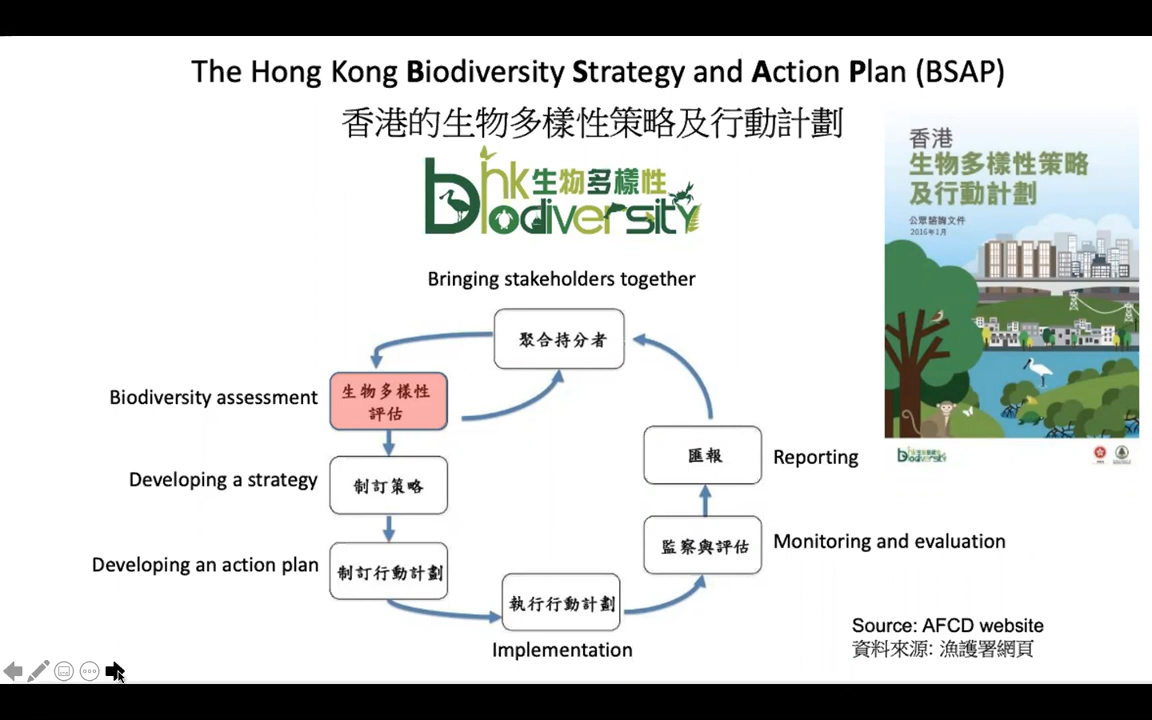 The Hong Kong Biodiversity Strategy and Action Plan (BSAP)
香港的生物多樣性策略及行動計劃
hk生物多樣性
Biodiversity
香港
生物多樣性策略
及行動計劃
公眾諮詢文件
2016年1月
Bringing stakeholders together
聚合持分者
Biodiversity assessment
生物多樣性
評估
Developing a strategy
制訂策略
Developing an action plan
制訂行動計劃
執行行動計劃
Implementation
監察與評估
Monitoring and evaluation
匯報
Reporting
Source: AFCD website
資料來源: 漁護署網頁